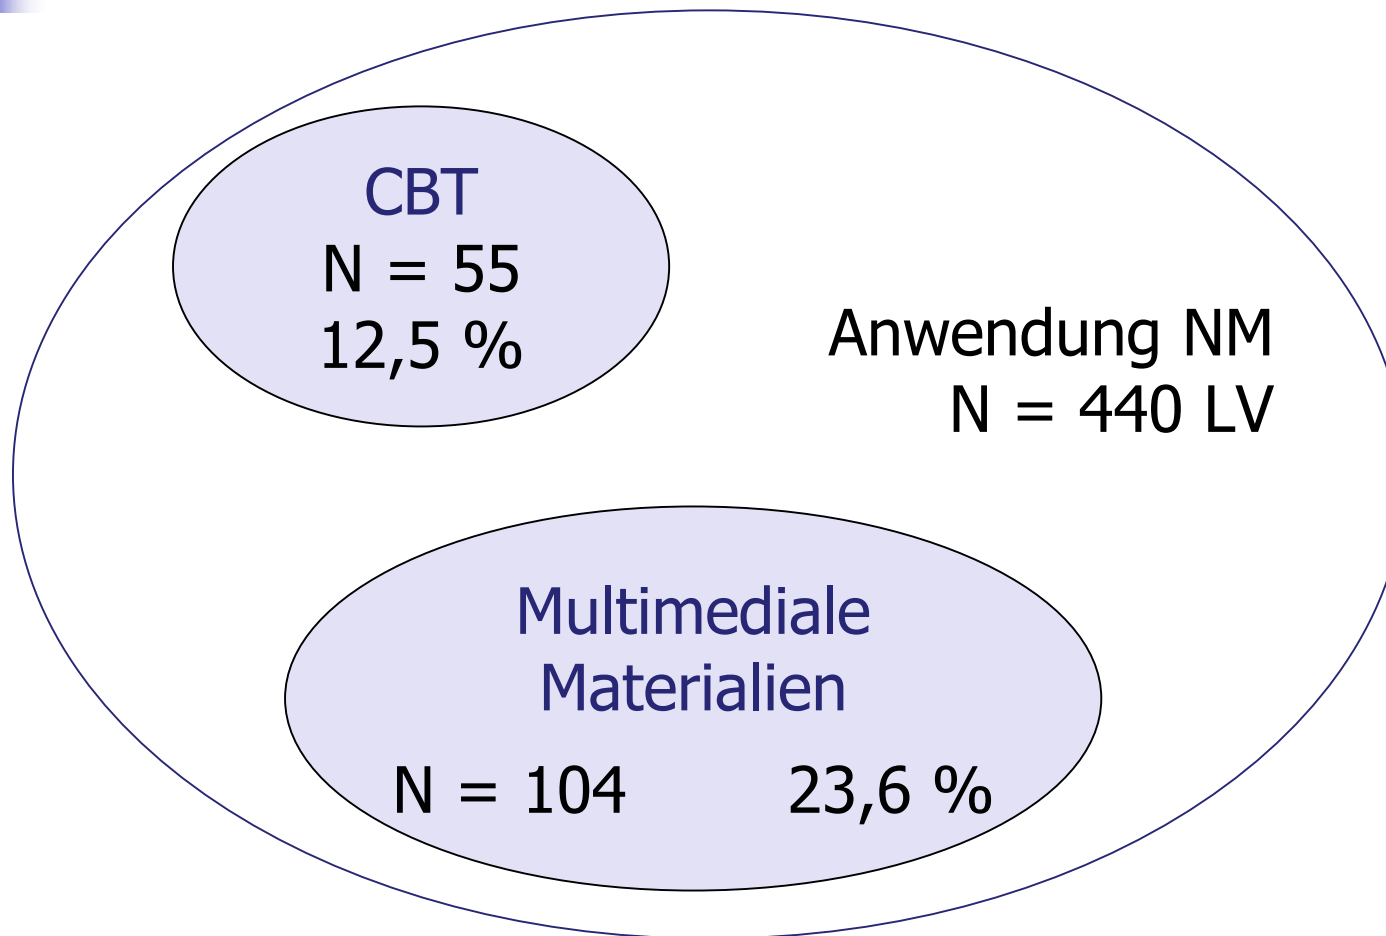 CBT
N = 55
12,5 %
Anwendung NM
N = 440 LV
Multimediale
Materialien
N = 104 23,6 %